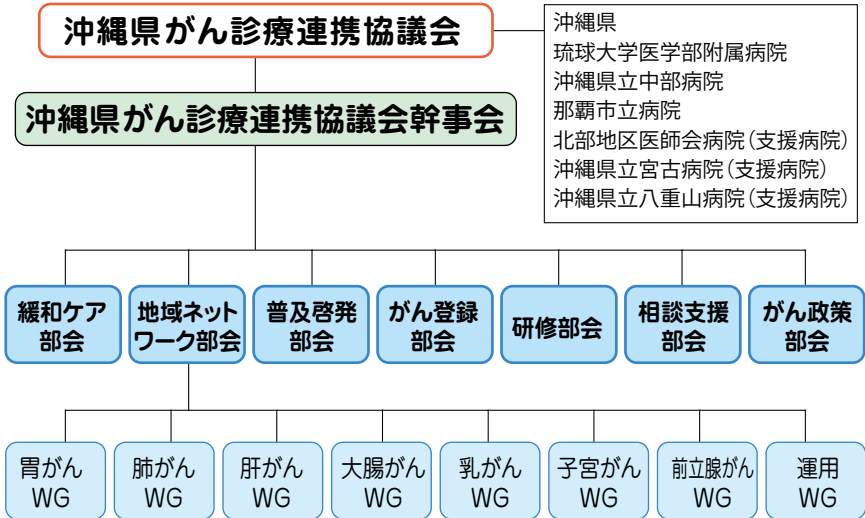 沖縄県がん診療連携協議会
沖縄県
琉球大学医学部附属病院
沖縄県立中部病院
那覇市立病院
北部地区医師会病院(支援病院)
沖縄県立宮古病院(支援病院)
沖縄県立八重山病院(支援病院)
沖縄県がん診療連携協議会幹事会
緩和ケア
部会
地域ネット
ワーク部会
普及啓発
部会
がん登録
部会
研修部会
相談支援
部会
がん政策
部会
胃がん
WG
肺がん
WG
肝がん
WG
大腸がん
WG
乳がん
WG
子宮がん
WG
前立腺がん
WG
運用
WG